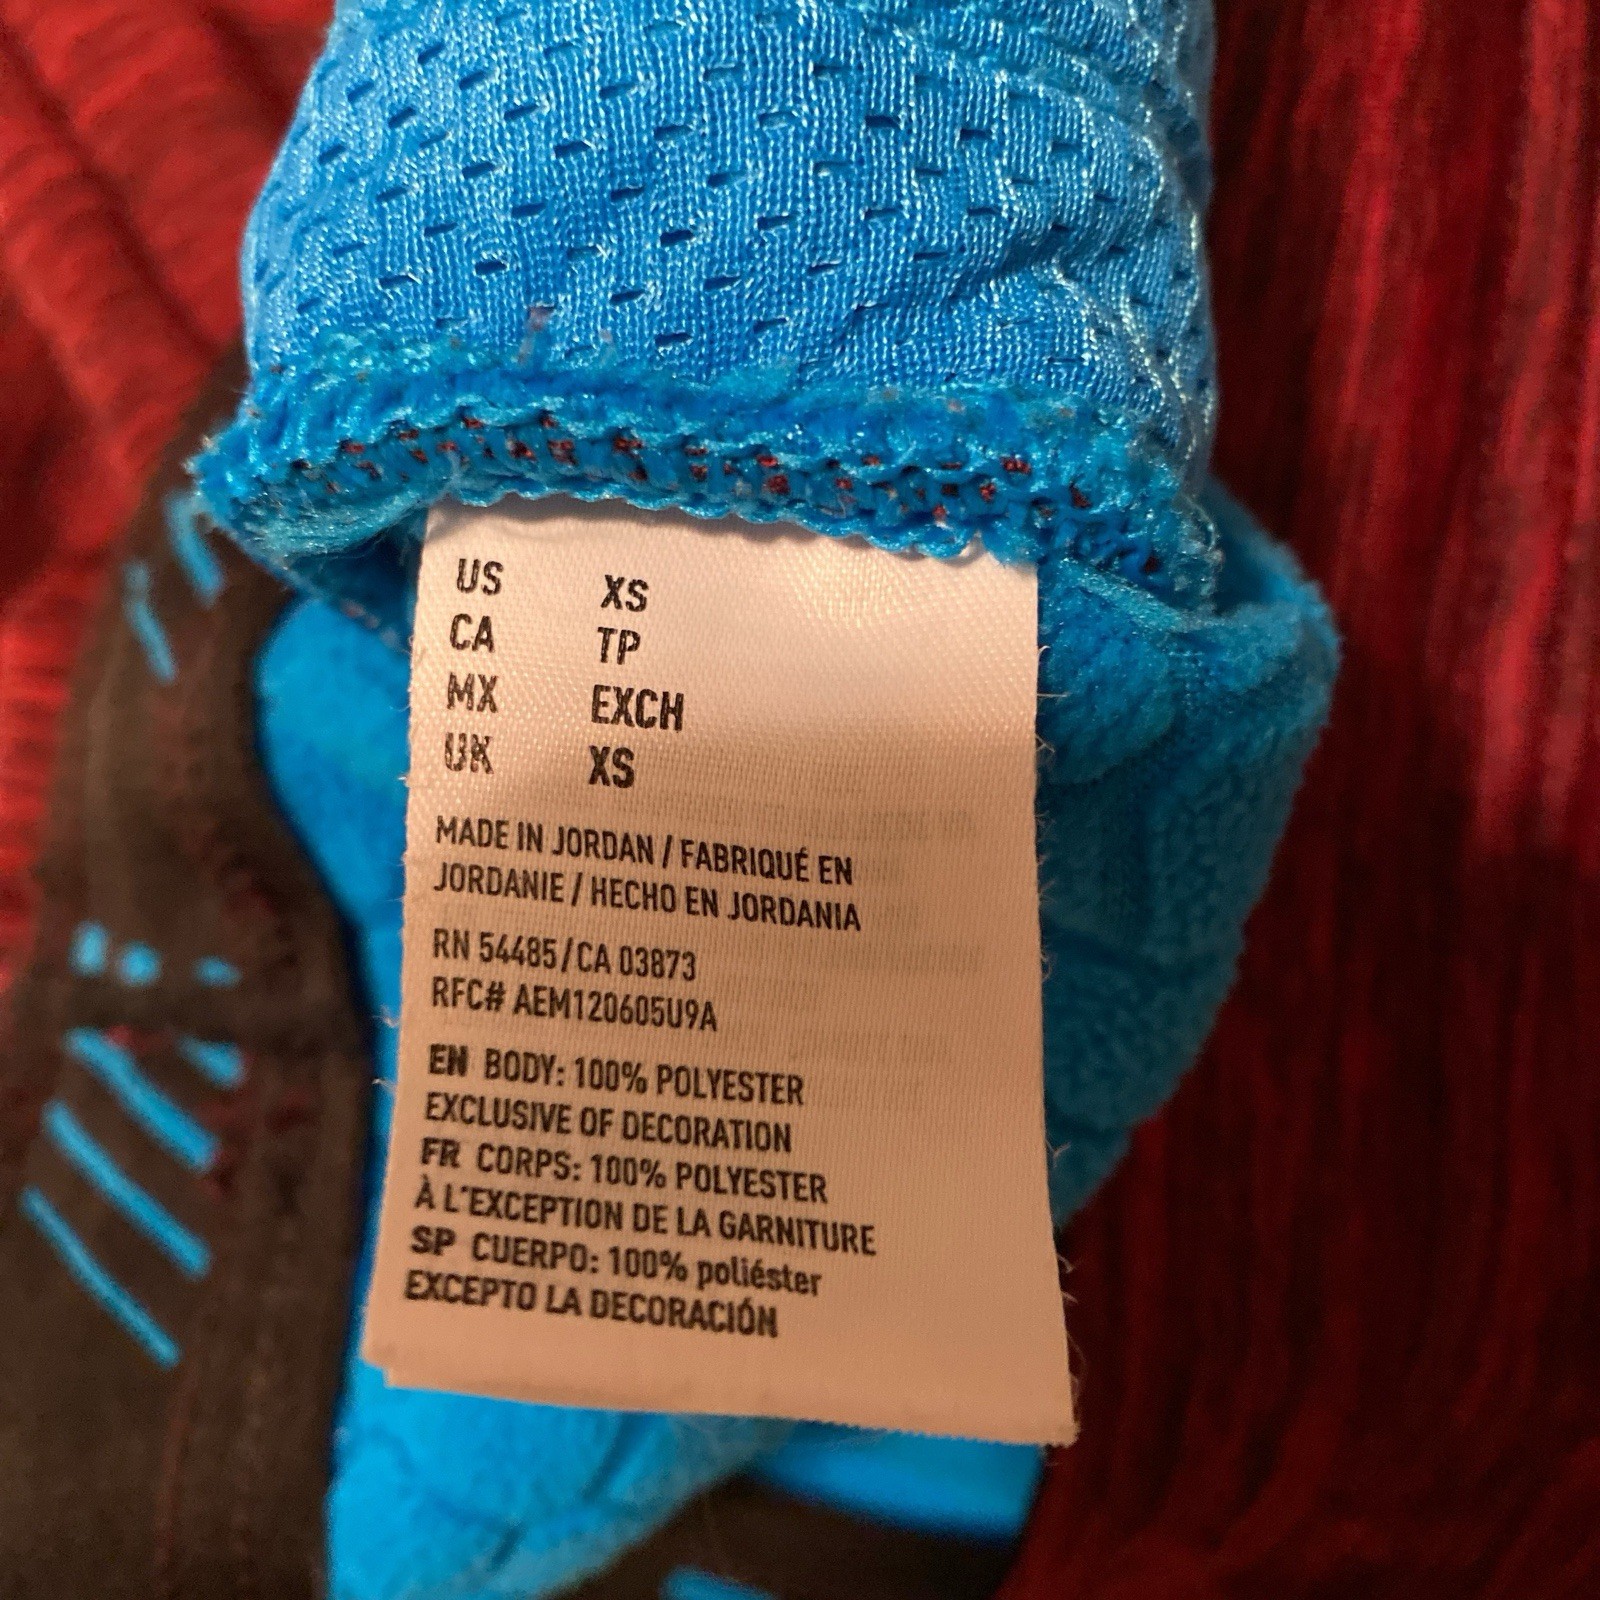 US XS
CA TP
MX EXCH
UK XS
MADE IN JORDAN / FABRIQUÉ EN
JORDANIE / HECHO EN JORDANIA
RN 54485/CA 03873
RFC# AEM120605U9A
EN BODY: 100% POLYESTER
EXCLUSIVE OF DECORATION
FR CORPS: 100% POLYESTER
À L'EXCEPTION DE LA GARNITURE
SP CUERPO: 100% poliéster
EXCEPTO LA DECORACIÓN